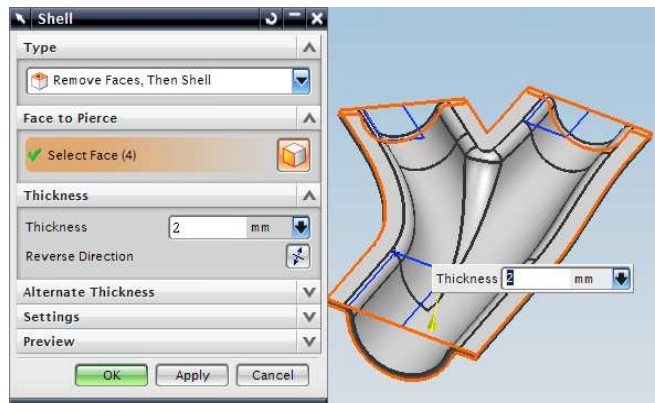 Shell
Type
Remove Faces, Then Shell
Face to Pierce
Select Face (4)
Thickness
Thickness 2 mm
Reverse Direction
Alternate Thickness
Settings
Preview
OK Apply Cancel
Thickness 2 mm